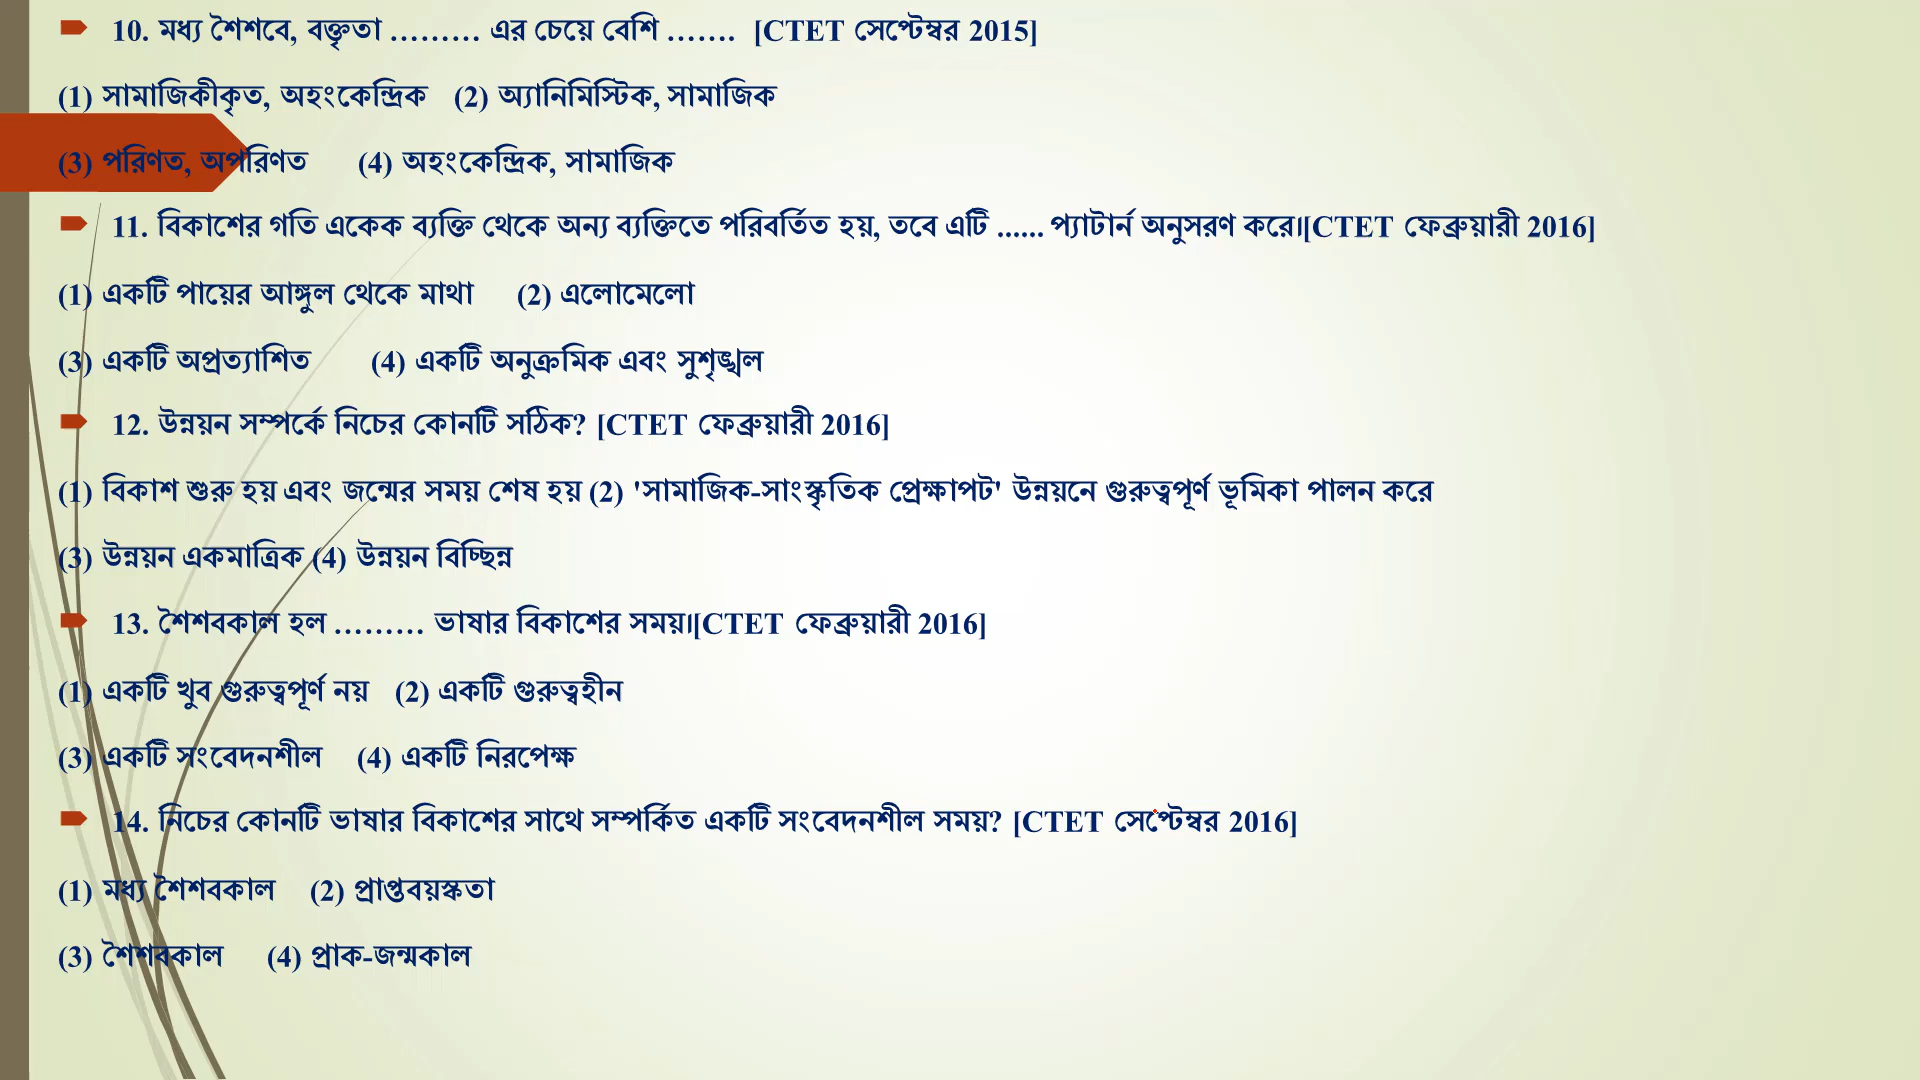 10. মধ্য শৈশবে, বক্তৃতা ……… এর চেয়ে বেশি ……. [CTET সেপ্টেম্বর 2015]
(1) সামাজিকীকৃত, অহংকেন্দ্রিক (2) অ্যানিমিস্টিক, সামাজিক
(3) পরিণত, অপরিণত (4) অহংকেন্দ্রিক, সামাজিক
11. বিকাশের গতি একেক ব্যক্তি থেকে অন্য ব্যক্তিতে পরিবর্তিত হয়, তবে এটি ...... প্যাটার্ন অনুসরণ করে।[CTET ফেব্রুয়ারী 2016]
(1) একটি পায়ের আঙ্গুল থেকে মাথা (2) এলোমেলো
(3) একটি অপ্রত্যাশিত (4) একটি অনুক্রমিক এবং সুশৃঙ্খল
12. উন্নয়ন সম্পর্কে নিচের কোনটি সঠিক? [CTET ফেব্রুয়ারী 2016]
(1) বিকাশ শুরু হয় এবং জন্মের সময় শেষ হয় (2) 'সামাজিক-সাংস্কৃতিক প্রেক্ষাপট' উন্নয়নে গুরুত্বপূর্ণ ভূমিকা পালন করে
(3) উন্নয়ন একমাত্রিক (4) উন্নয়ন বিচ্ছিন্ন
13. শৈশবকাল হল ……… ভাষার বিকাশের সময়।[CTET ফেব্রুয়ারী 2016]
(1) একটি খুব গুরুত্বপূর্ণ নয় (2) একটি গুরুত্বহীন
(3) একটি সংবেদনশীল (4) একটি নিরপেক্ষ
14. নিচের কোনটি ভাষার বিকাশের সাথে সম্পর্কিত একটি সংবেদনশীল সময়? [CTET সেপ্টেম্বর 2016]
(1) মধ্য শৈশবকাল (2) প্রাপ্তবয়স্কতা
(3) শৈশবকাল (4) প্রাক-জন্মকাল